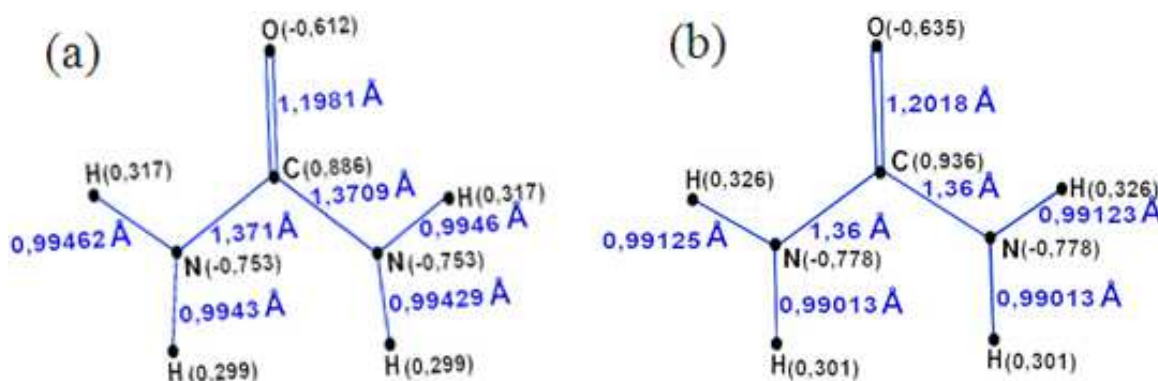 (a)
O(-0,612)
1,1981 Å
C(0,886)
H(0,317)
H(0,317)
1,3709 Å
0,9946 Å
0,99462 Å
1,371 Å
N(-0,753)
N(-0,753)
0,9943 Å
0,99429 Å
H(0,299)
H(0,299)
(b)
O(-0,635)
1,2018 Å
C(0,936)
H(0,326)
H(0,326)
1,36 Å
0,99123 Å
0,99125 Å
1,36 Å
N(-0,778)
N(-0,778)
0,99013 Å
0,99013 Å
H(0,301)
H(0,301)